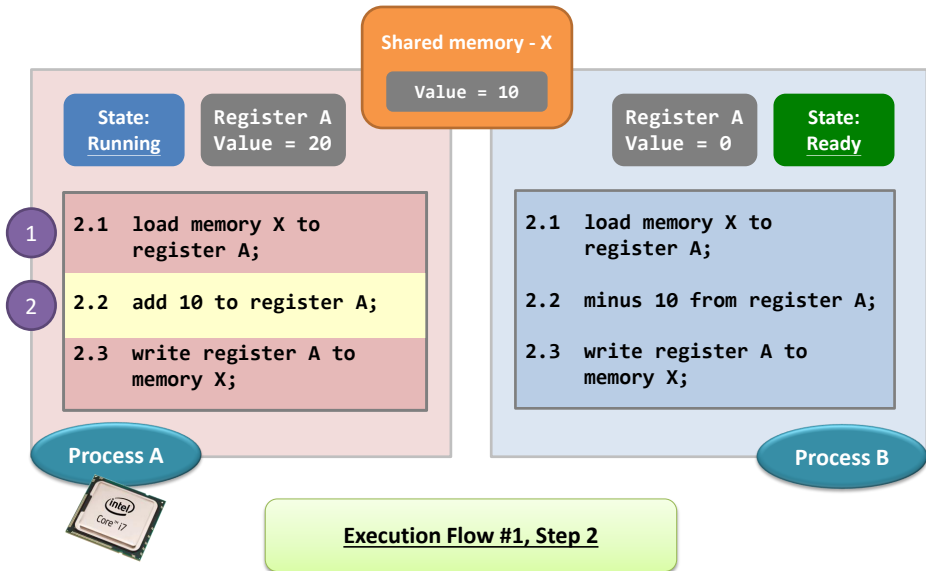 Shared memory - X
Value = 10
State:
Running
Register A
Value = 20
Register A
Value = 0
State:
Ready
1
2.1 load memory X to
register A;
2
2.2 add 10 to register A;
2.3 write register A to
memory X;
2.1 load memory X to
register A;
2.2 minus 10 from register A;
2.3 write register A to
memory X;
Process A
Process B
intel
Core™ i7
Execution Flow #1, Step 2